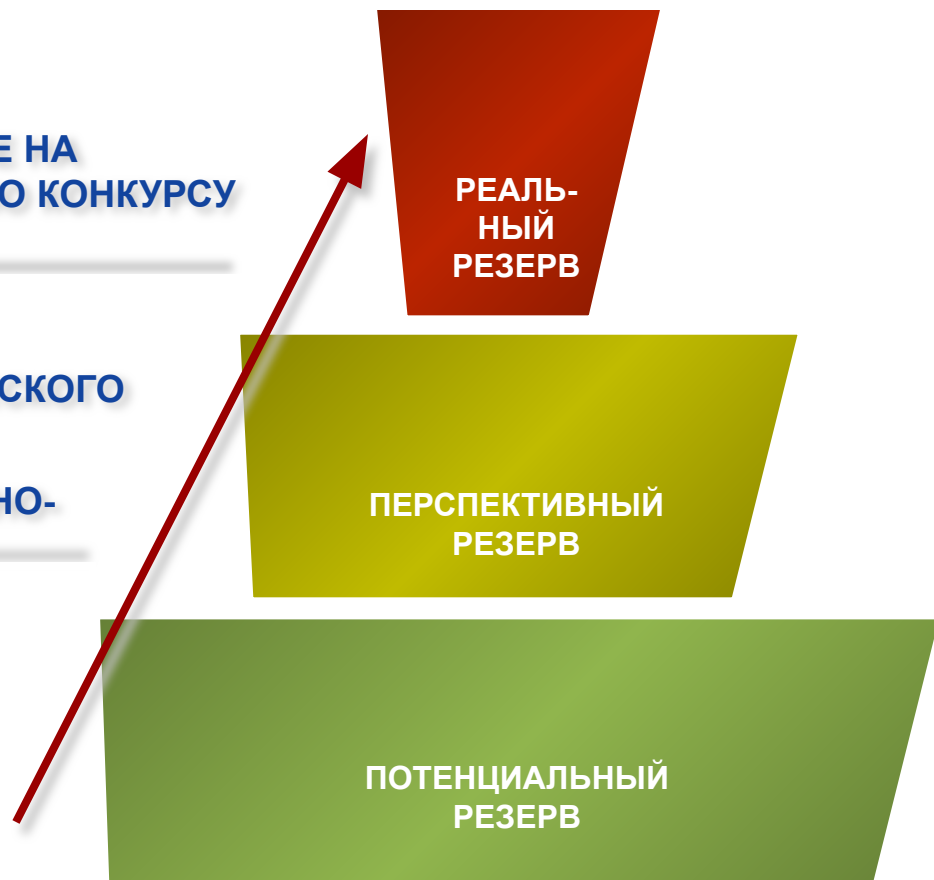 Е НА
О КОНКУРСУ
РЕАЛЬ-
НЫЙ
РЕЗЕРВ
СКОГО
НО-
ПЕРСПЕКТИВНЫЙ
РЕЗЕРВ
ПОТЕНЦИАЛЬНЫЙ
РЕЗЕРВ